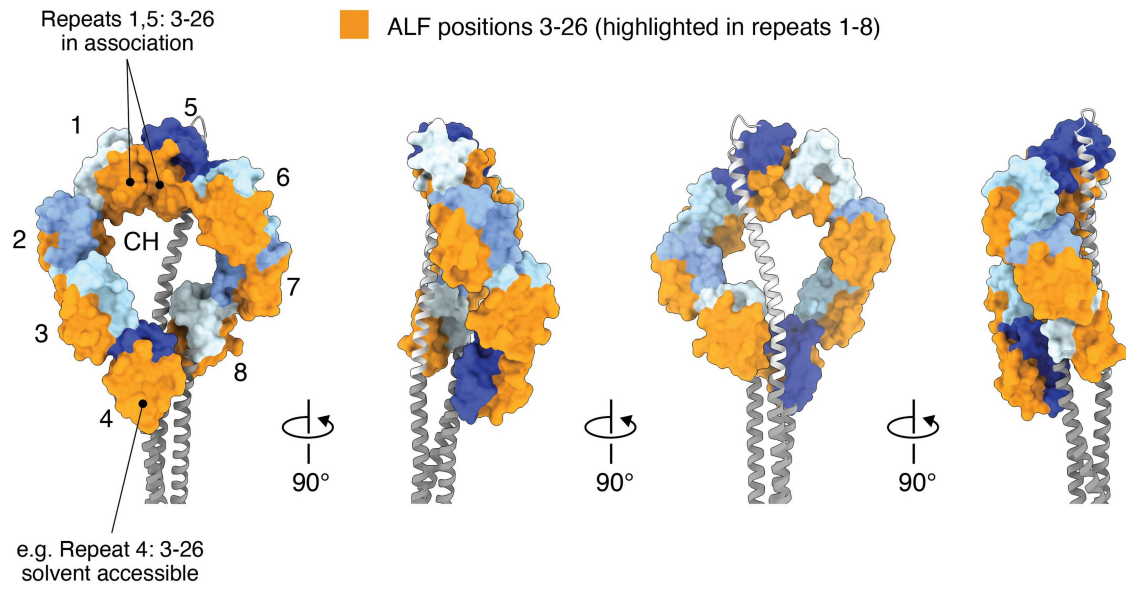 Repeats 1,5: 3-26
in association
ALF positions 3-26 (highlighted in repeats 1-8)
1
5
6
2
CH
7
3
8
4
90°
90°
90°
e.g. Repeat 4: 3-26
solvent accessible